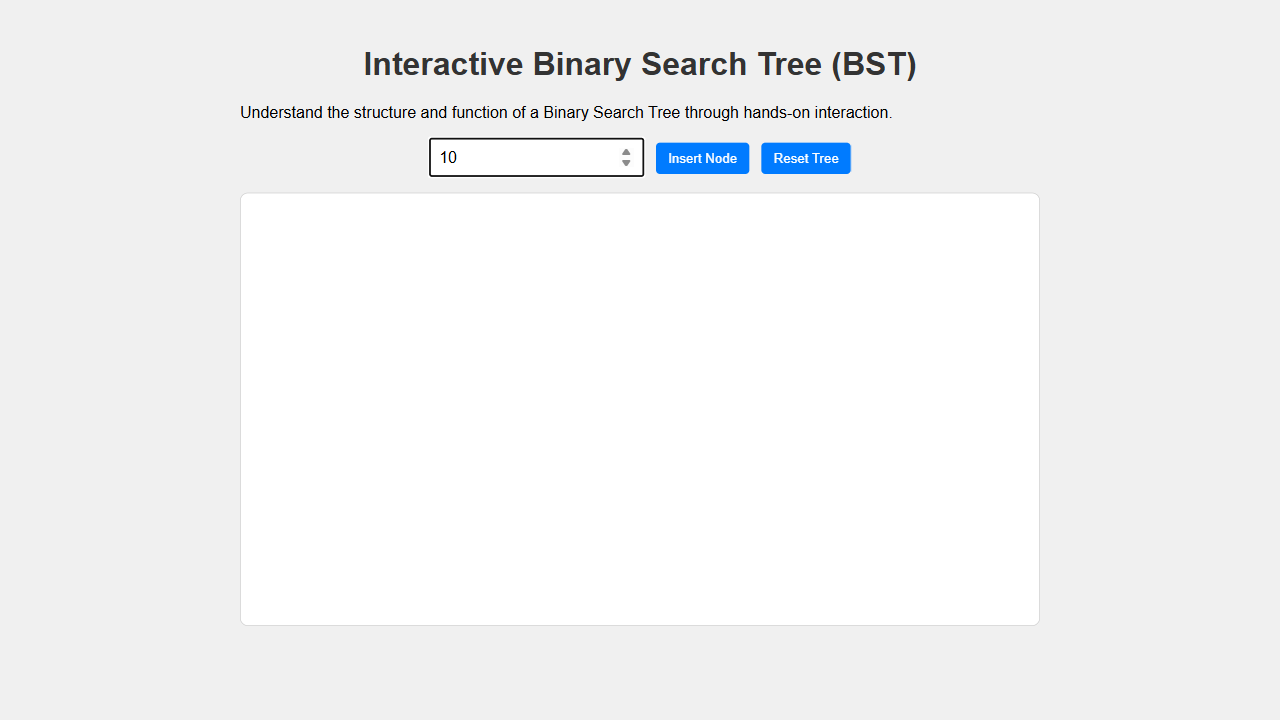 Interactive Binary Search Tree (BST)
Understand the structure and function of a Binary Search Tree through hands-on interaction.
10
Insert Node
Reset Tree